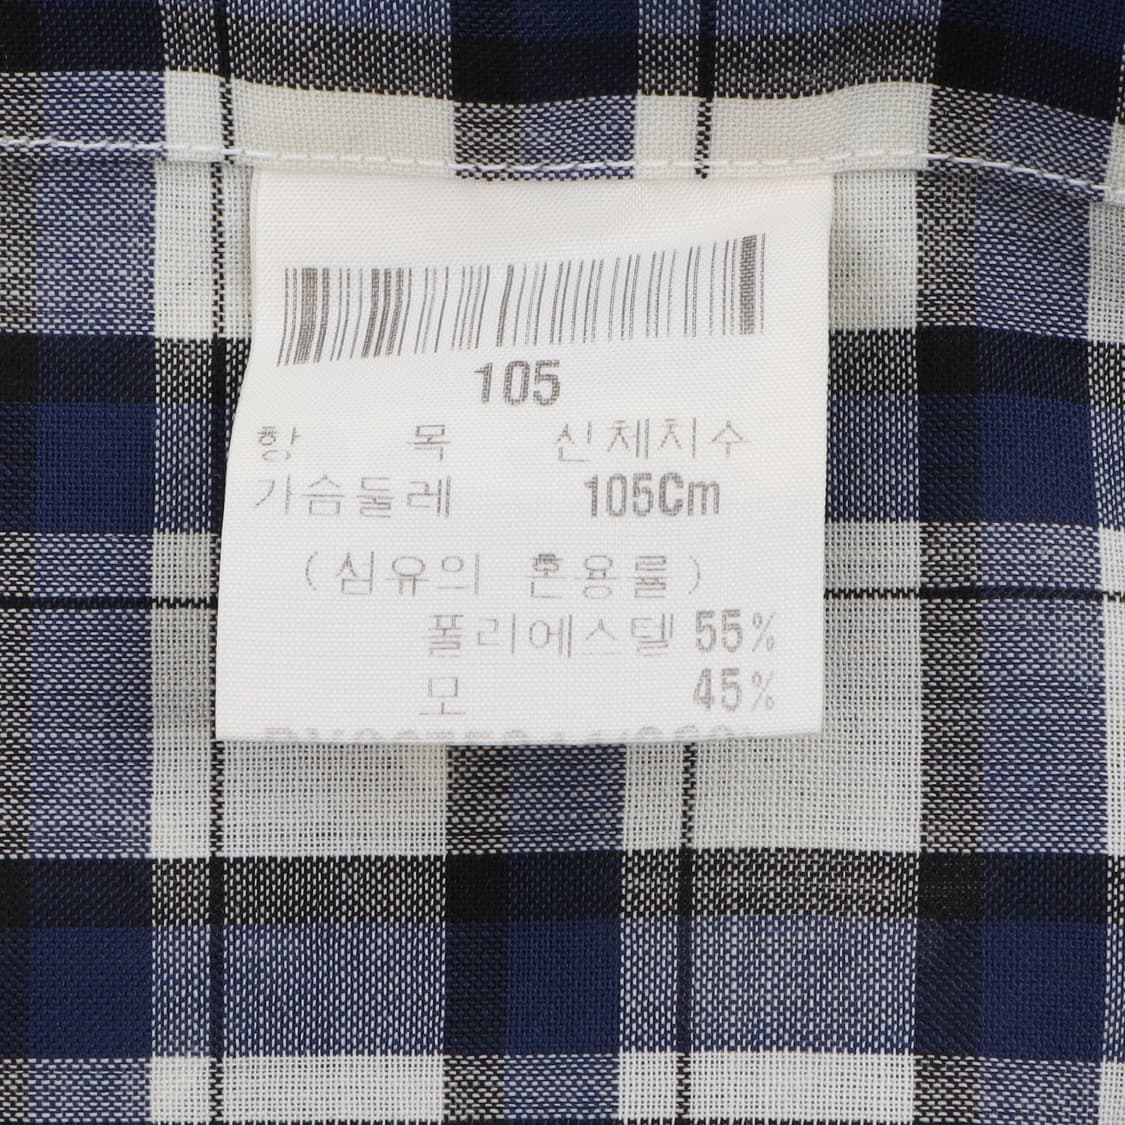 105
항 목 신체치수
가슴둘레 105Cm
(섬유의 혼용률)
폴리에스텔 55%
모 45%